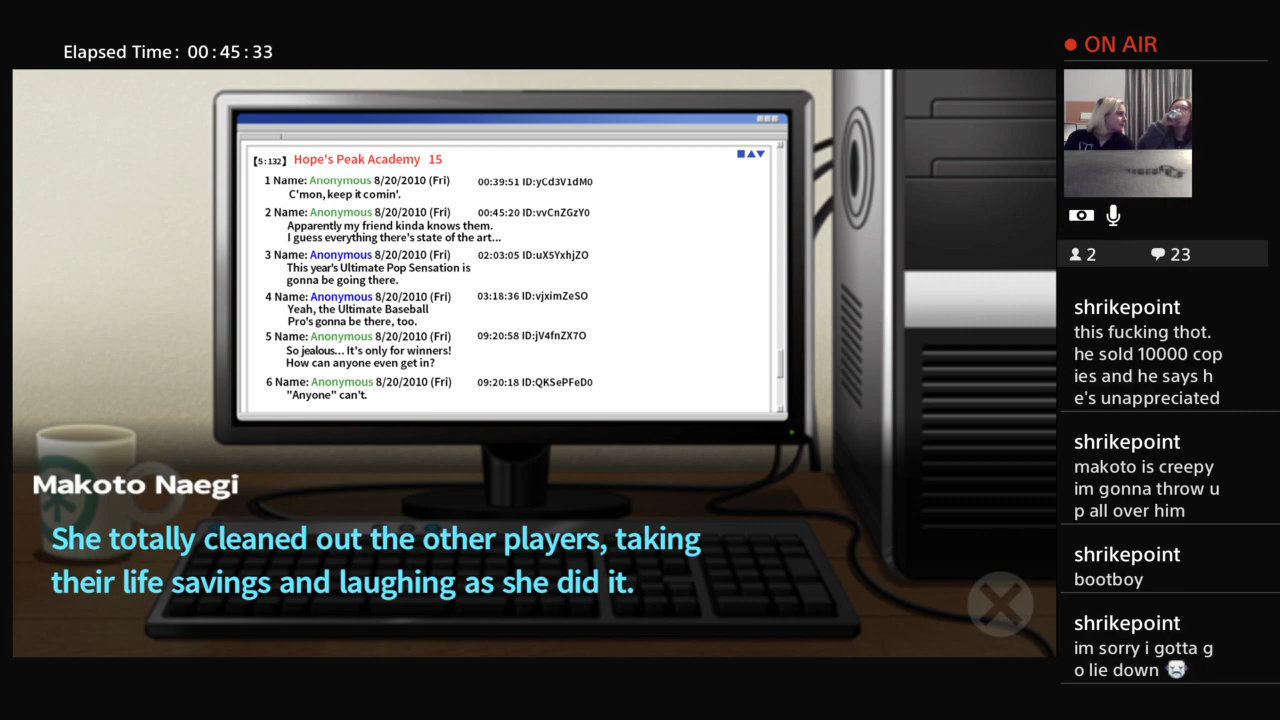 Elapsed Time: 00:45:33
ON AIR
【5:132】 Hope's Peak Academy 15
1 Name: Anonymous 8/20/2010 (Fri) 00:39:51 ID:yCd3V1dM0
C'mon, keep it comin'.
2 Name: Anonymous 8/20/2010 (Fri) 00:45:20 ID:vvCnZGzY0
Apparently my friend kinda knows them.
I guess everything there's state of the art...
3 Name: Anonymous 8/20/2010 (Fri) 02:03:05 ID:uX5YxhjZO
This year's Ultimate Pop Sensation is
gonna be going there.
4 Name: Anonymous 8/20/2010 (Fri) 03:18:36 ID:vjximZeSO
Yeah, the Ultimate Baseball
Pro's gonna be there, too.
5 Name: Anonymous 8/20/2010 (Fri) 09:20:58 ID:jV4fnZX7O
So jealous... It's only for winners!
How can anyone even get in?
6 Name: Anonymous 8/20/2010 (Fri) 09:20:18 ID:QKSePFeD0
"Anyone" can't.
Makoto Naegi
She totally cleaned out the other players, taking
their life savings and laughing as she did it.
2 23
shrikepoint
this fucking thot.
he sold 10000 cop
ies and he says h
e's unappreciated
shrikepoint
makoto is creepy
im gonna throw u
p all over him
shrikepoint
bootboy
shrikepoint
im sorry i gotta g
o lie down